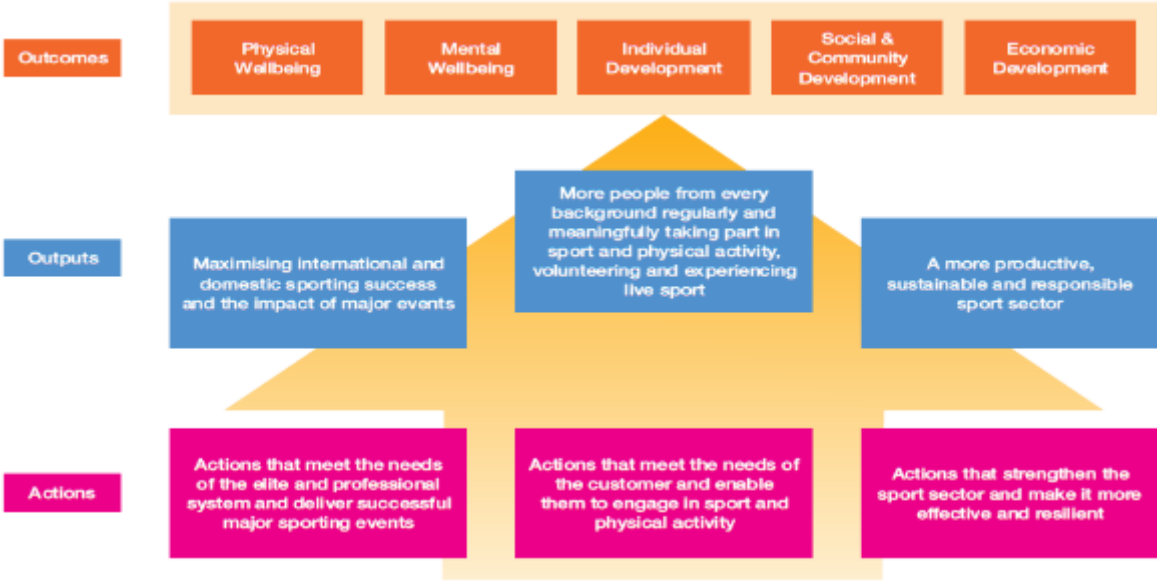 Outcomes
Physical
Wellbeing
Mental
Wellbeing
Individual
Development
Social &
Community
Development
Economic
Development
Outputs
Maximising international and
domestic sporting success
and the impact of major events
More people from every
background regularly and
meaningfully taking part in
sport and physical activity,
volunteering and experiencing
live sport
A more productive,
sustainable and responsible
sport sector
Actions
Actions that meet the needs
of the elite and professional
system and deliver successful
major sporting events
Actions that meet the needs of
the customer and enable
them to engage in sport and
physical activity
Actions that strengthen the
sport sector and make it more
effective and resilient